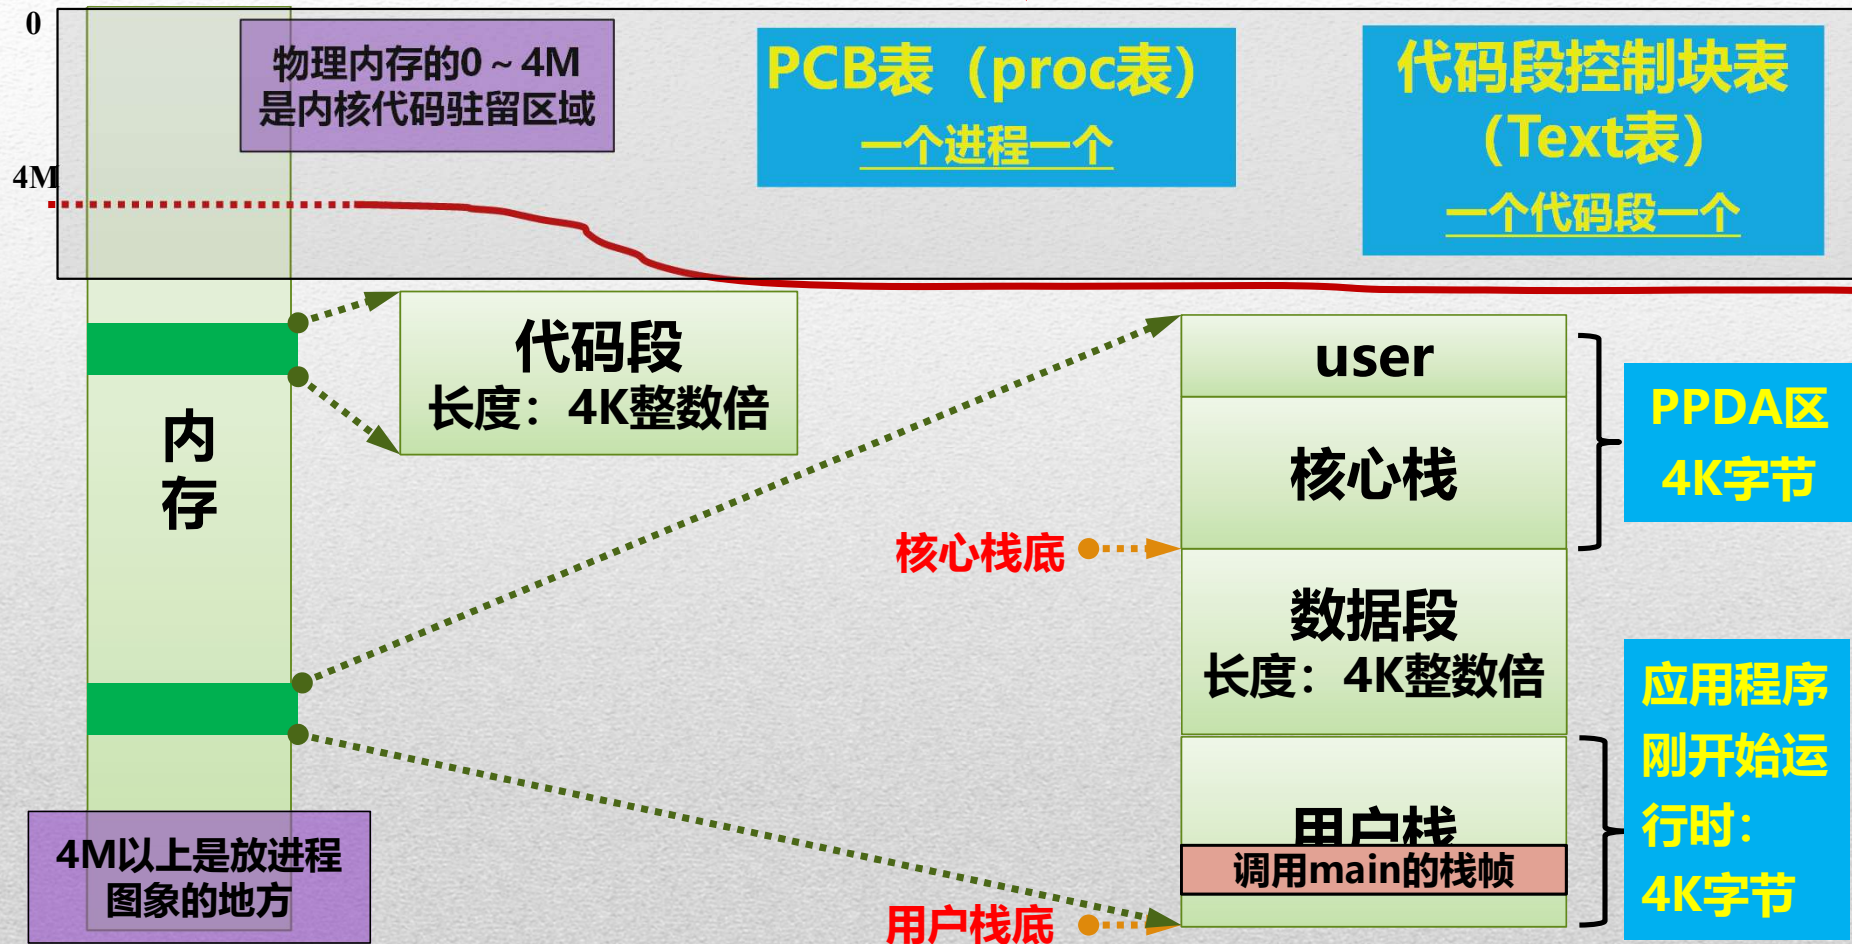 0
物理内存的0~4M
是内核代码驻留区域
PCB表（proc表）
一个进程一个
代码段控制块表
（Text表）
一个代码段一个
4M
代码段
长度：4K整数倍
user
核心栈
PPDA区
4K字节
内
存
核心栈底
数据段
长度：4K整数倍
用户栈
调用main的栈帧
应用程序
刚开始运
行时：
4K字节
4M以上是放进程
图象的地方
用户栈底